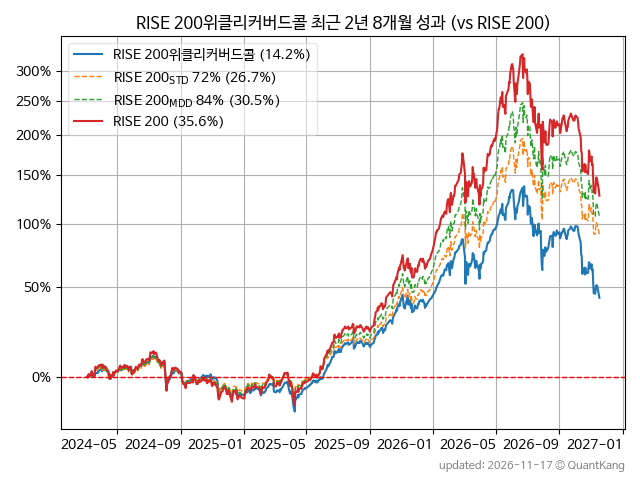 RISE 200위클리커버드콜 최근 2년 8개월 성과 (vs RISE 200)
RISE 200위클리커버드콜 (14.2%)
RISE 200STD 72% (26.7%)
RISE 200MDD 84% (30.5%)
RISE 200 (35.6%)
300%
250%
200%
150%
100%
50%
0%
2024-05 2024-09 2025-01 2025-05 2025-09 2026-01 2026-05 2026-09 2027-01
updated: 2026-11-17 © QuantKang